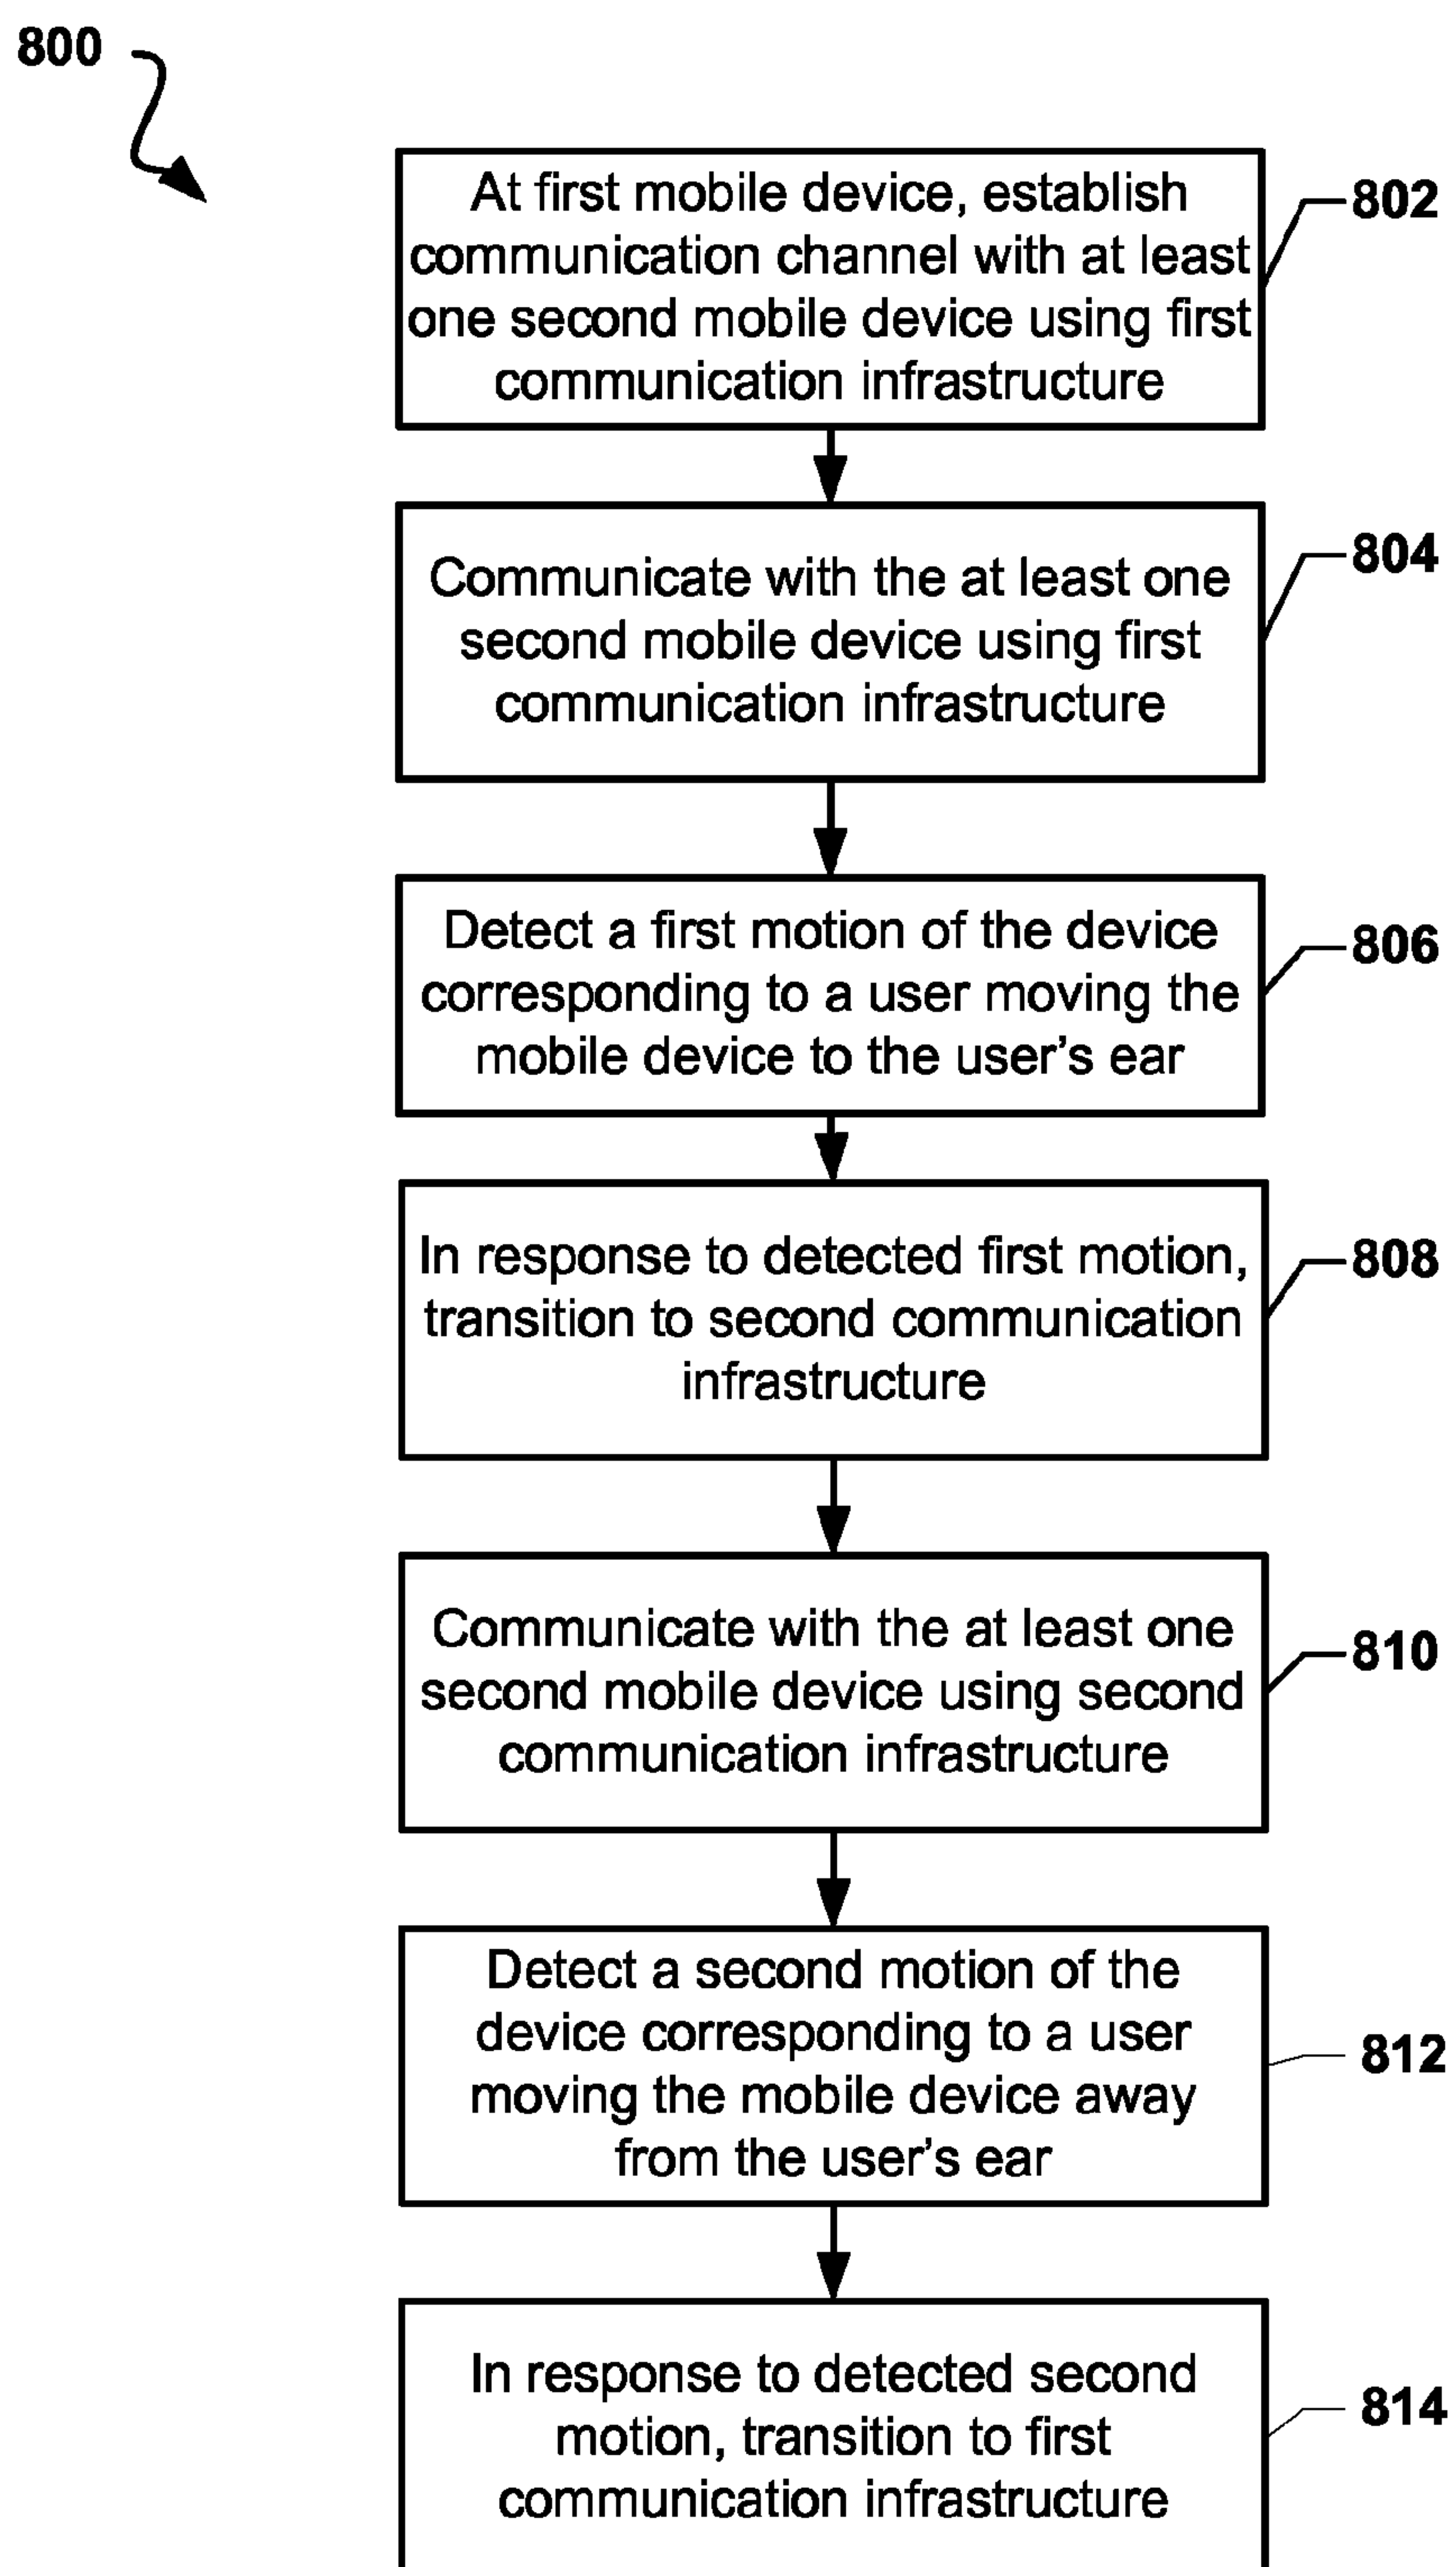 800
At first mobile device, establish
communication channel with at least
one second mobile device using first
communication infrastructure
802
Communicate with the at least one
second mobile device using first
communication infrastructure
804
Detect a first motion of the device
corresponding to a user moving the
mobile device to the user’s ear
806
In response to detected first motion,
transition to second communication
infrastructure
808
Communicate with the at least one
second mobile device using second
communication infrastructure
810
Detect a second motion of the
device corresponding to a user
moving the mobile device away
from the user’s ear
812
In response to detected second
motion, transition to first
communication infrastructure
814